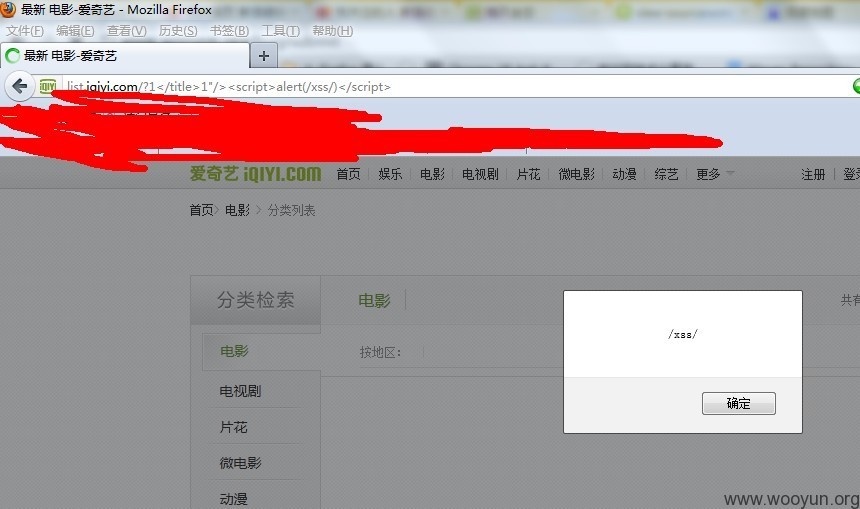 最新 电影-爱奇艺 - Mozilla Firefox
文件(F) 编辑(E) 查看(V) 历史(S) 书签(B) 工具(T) 帮助(H)
最新 电影-爱奇艺 +
iQIYI list.iqiyi.com/?1</title>1"/><script>alert(/xss/)</script>
爱奇艺 iQIYI.COM 首页 娱乐 电影 电视剧 片花 微电影 动漫 综艺 更多 注册 登录
首页 > 电影 > 分类列表
分类检索 电影 共有
电影 按地区:
电视剧
片花
微电影
动漫
/xss/
确定
www.wooyun.org